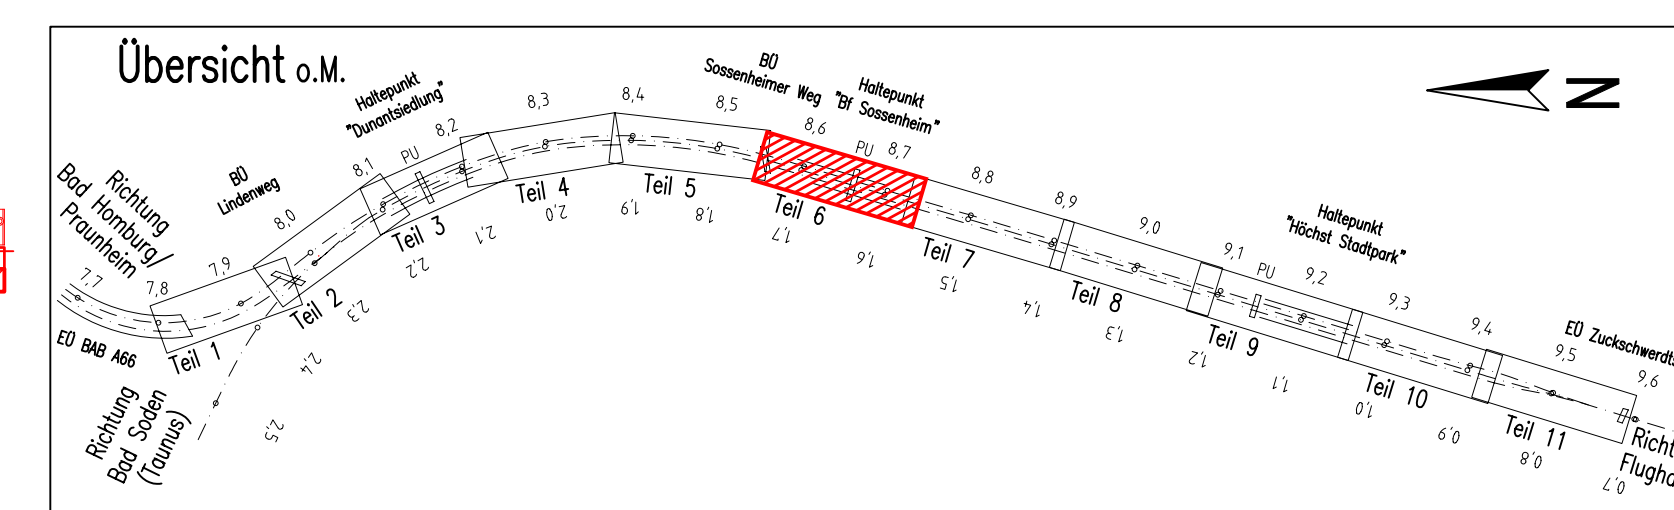 Übersicht o.M.
Haltepunkt
"Dunantsiedlung"
BÜ
Sossenheimer Weg
Haltepunkt
"Bf Sossenheim"
N
Richtung
Bad Homburg/
Praunheim
BÜ
Lindenweg
Haltepunkt
"Höchst Stadtpark"
7,7
7,8
7,9
8,0
8,1
PU
8,2
8,3
8,4
8,5
8,6
PU
8,7
8,8
8,9
9,0
9,1
PU
9,2
9,3
9,4
9,5
9,6
EÜ BAB A66
EÜ Zuckschwerdts
Teil 1
Teil 2
Teil 3
Teil 4
Teil 5
Teil 6
Teil 7
Teil 8
Teil 9
Teil 10
Teil 11
2,5
2,4
2,3
2,2
2,1
2,0
1,9
1,8
1,7
1,6
1,5
1,4
1,3
1,2
1,1
1,0
0,9
0,8
0,7
Richtung
Bad Soden
(Taunus)
Richt
Flugha